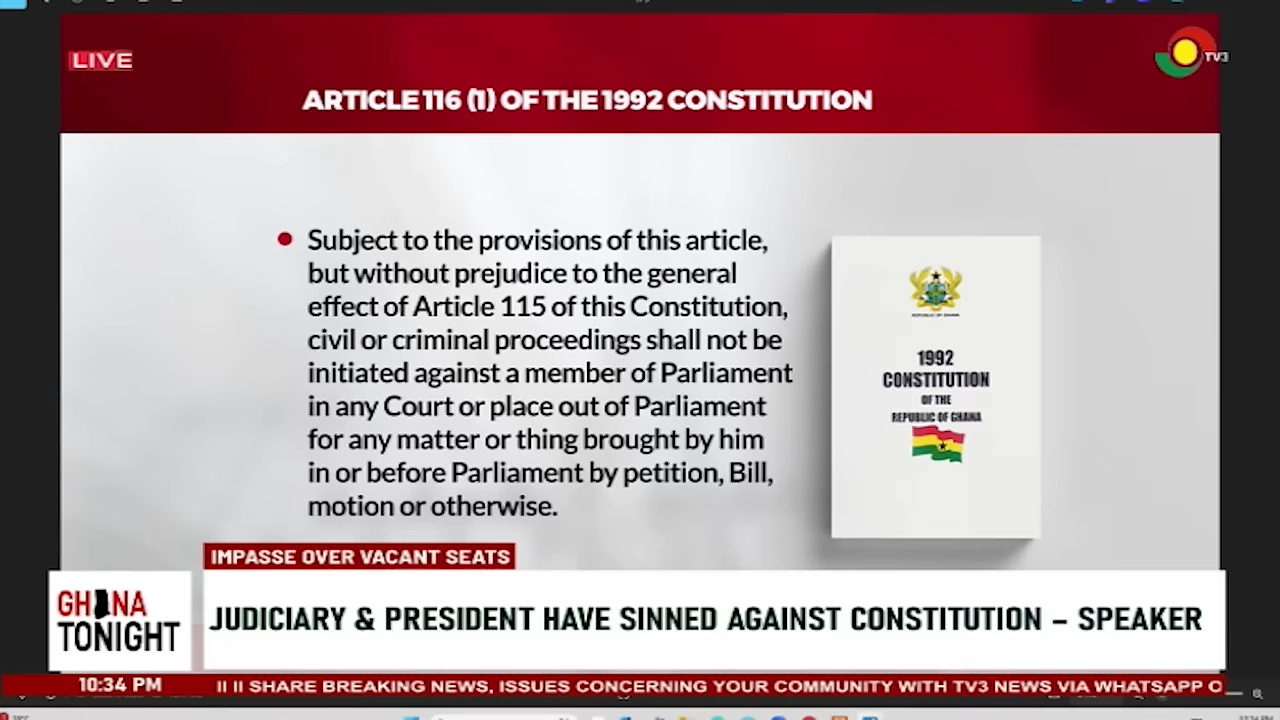 LIVE
TV3
ARTICLE 116 (1) OF THE 1992 CONSTITUTION
Subject to the provisions of this article,
but without prejudice to the general
effect of Article 115 of this Constitution,
civil or criminal proceedings shall not be
initiated against a member of Parliament
in any Court or place out of Parliament
for any matter or thing brought by him
in or before Parliament by petition, Bill,
motion or otherwise.
REPUBLIC OF GHANA
1992
CONSTITUTION
OF THE
REPUBLIC OF GHANA
IMPASSE OVER VACANT SEATS
GHANA
TONIGHT
JUDICIARY & PRESIDENT HAVE SINNED AGAINST CONSTITUTION – SPEAKER
10:34 PM
II II SHARE BREAKING NEWS, ISSUES CONCERNING YOUR COMMUNITY WITH TV3 NEWS VIA WHATSAPP O